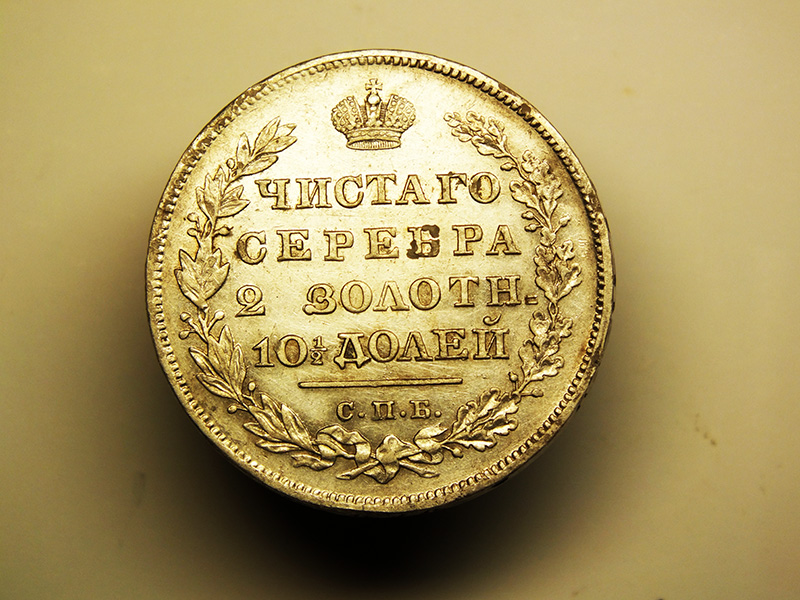 ЧИСТАГО
СЕРЕБРА
2 ЗОЛОТН.
10½ ДОЛЕЙ
С.П.Б.